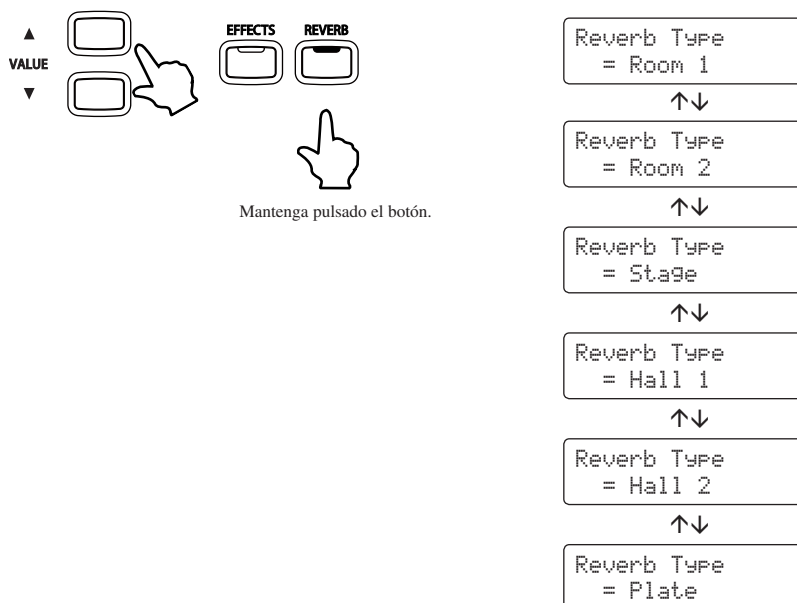 ▲
VALUE
▼
EFFECTS REVERB
Mantenga pulsado el botón.
Reverb Type
= Room 1
↑↓
Reverb Type
= Room 2
↑↓
Reverb Type
= Stage
↑↓
Reverb Type
= Hall 1
↑↓
Reverb Type
= Hall 2
↑↓
Reverb Type
= Plate